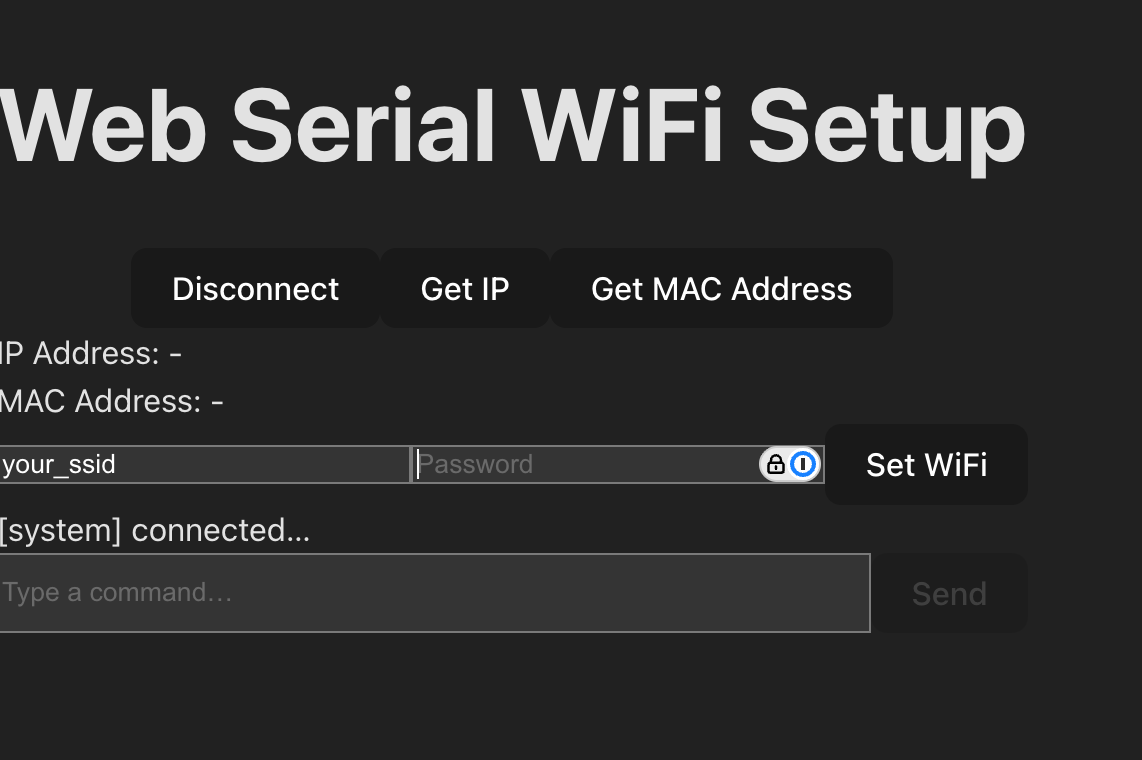 Web Serial WiFi Setup
Disconnect Get IP Get MAC Address
IP Address: -
MAC Address: -
your_ssid Password Set WiFi
[system] connected...
Type a command... Send